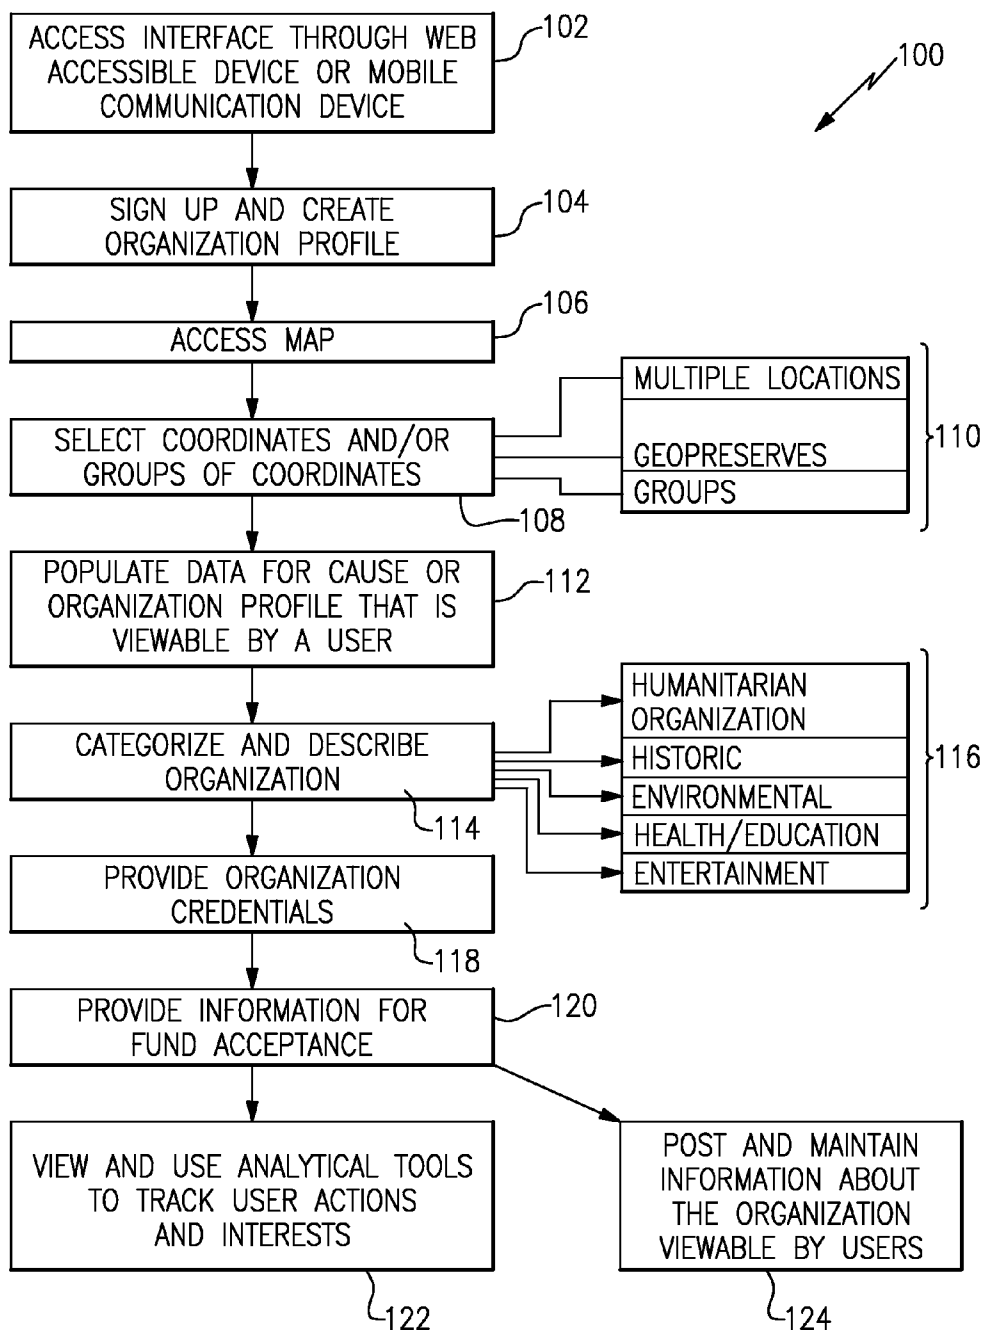 ACCESS INTERFACE THROUGH WEB
ACCESSIBLE DEVICE OR MOBILE
COMMUNICATION DEVICE
102
100
SIGN UP AND CREATE
ORGANIZATION PROFILE
104
ACCESS MAP
106
SELECT COORDINATES AND/OR
GROUPS OF COORDINATES
108
MULTIPLE LOCATIONS
GEOPRESERVES
GROUPS
110
POPULATE DATA FOR CAUSE OR
ORGANIZATION PROFILE THAT IS
VIEWABLE BY A USER
112
CATEGORIZE AND DESCRIBE
ORGANIZATION
114
HUMANITARIAN
ORGANIZATION
HISTORIC
ENVIRONMENTAL
HEALTH/EDUCATION
ENTERTAINMENT
116
PROVIDE ORGANIZATION
CREDENTIALS
118
PROVIDE INFORMATION FOR
FUND ACCEPTANCE
120
VIEW AND USE ANALYTICAL TOOLS
TO TRACK USER ACTIONS
AND INTERESTS
122
POST AND MAINTAIN
INFORMATION ABOUT
THE ORGANIZATION
VIEWABLE BY USERS
124